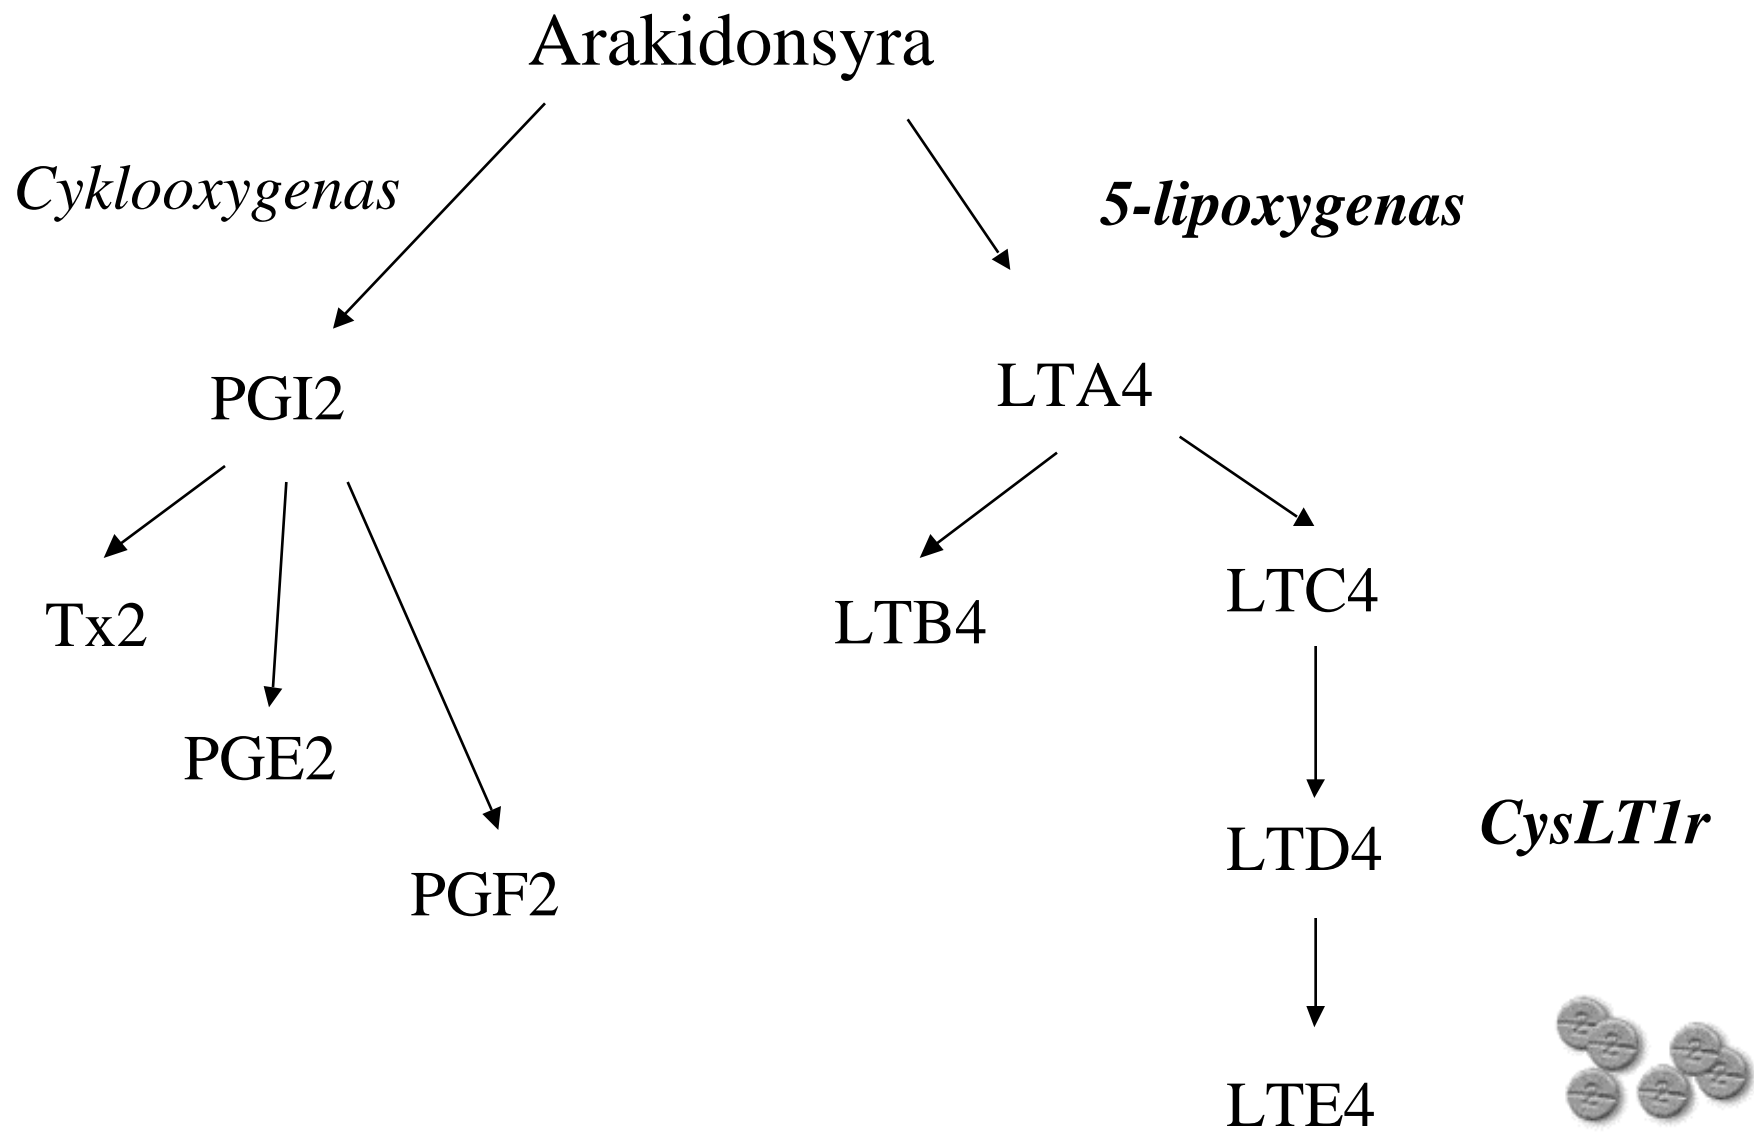 Arakidonsyra
Cyklooxygenas
5-lipoxygenas
PGI2
LTA4
Tx2
LTB4
LTC4
PGE2
PGF2
LTD4
CysLT1r
LTE4